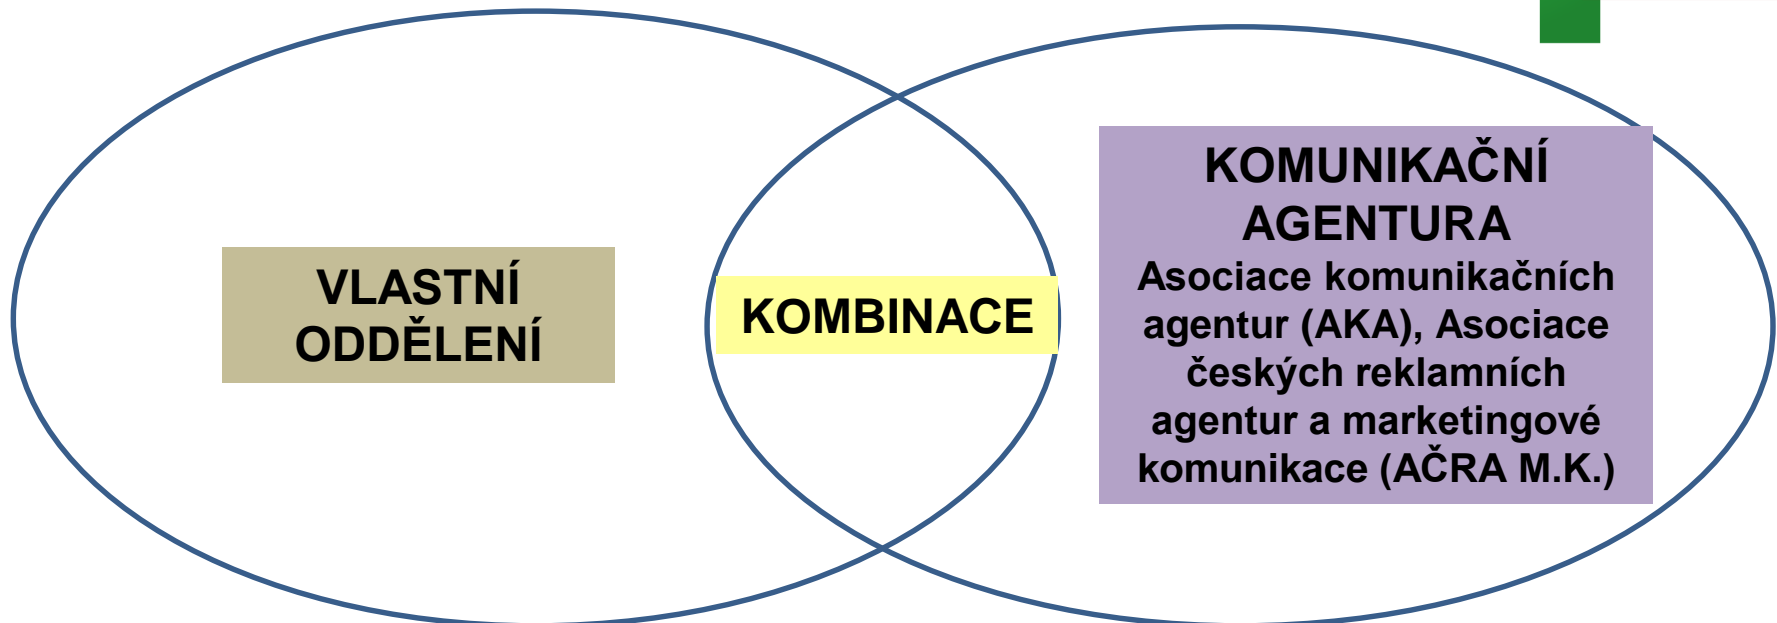 VLASTNÍ
ODDĚLENÍ
KOMBINACE
KOMUNIKAČNÍ
AGENTURA
Asociace komunikačních
agentur (AKA), Asociace
českých reklamních
agentur a marketingové
komunikace (AČRA M.K.)